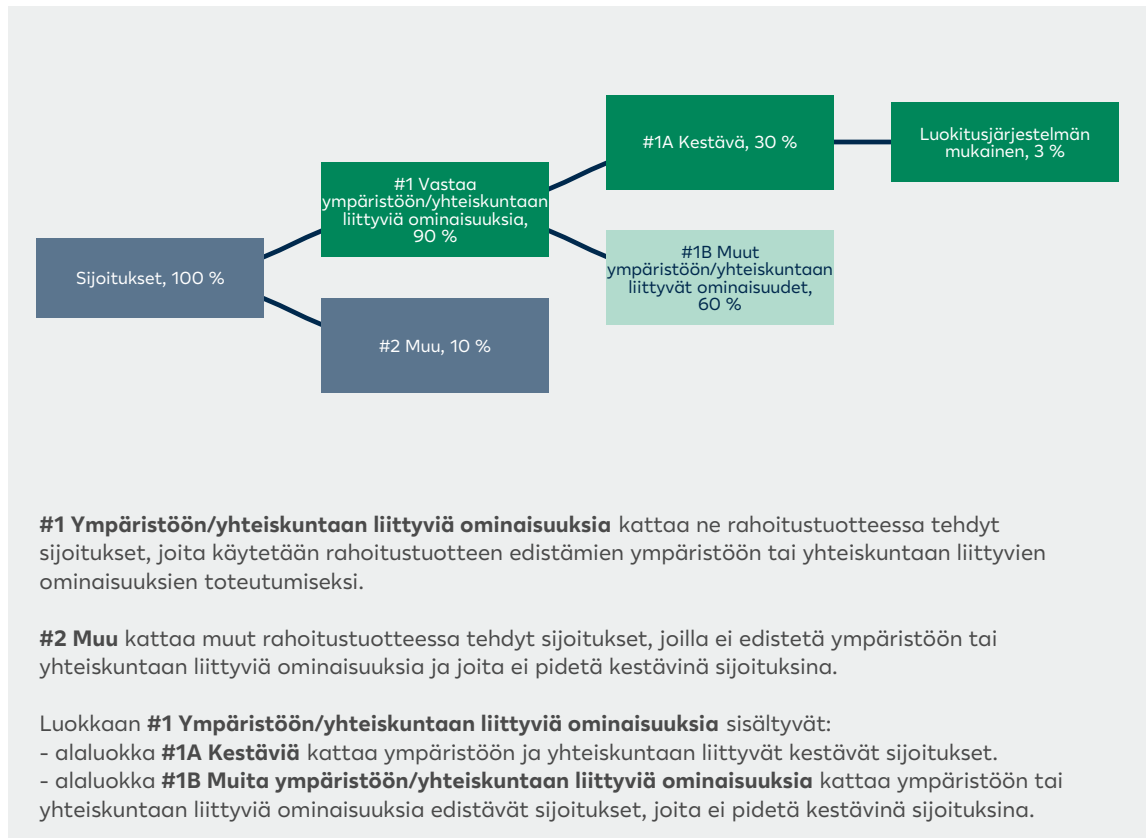 #1A Kestävä, 30 %
Luokitusjärjestelmän
mukainen, 3 %
#1 Vastaa
ympäristöön/yhteiskuntaan
liittyviä ominaisuuksia,
90 %
Sijoitukset, 100 %
#1B Muut
ympäristöön/yhteiskuntaan
liittyvät ominaisuudet,
60 %
#2 Muu, 10 %
#1 Ympäristöön/yhteiskuntaan liittyviä ominaisuuksia kattaa ne rahoitustuotteessa tehdyt
sijoitukset, joita käytetään rahoitustuotteen edistämien ympäristöön tai yhteiskuntaan liittyvien
ominaisuuksien toteutumiseksi.
#2 Muu kattaa muut rahoitustuotteessa tehdyt sijoitukset, joilla ei edistetä ympäristöön tai
yhteiskuntaan liittyviä ominaisuuksia ja joita ei pidetä kestävinä sijoituksina.
Luokkaan #1 Ympäristöön/yhteiskuntaan liittyviä ominaisuuksia sisältyvät:
- alaluokka #1A Kestäviä kattaa ympäristöön ja yhteiskuntaan liittyvät kestävät sijoitukset.
- alaluokka #1B Muita ympäristöön/yhteiskuntaan liittyviä ominaisuuksia kattaa ympäristöön tai
yhteiskuntaan liittyviä ominaisuuksia edistävät sijoitukset, joita ei pidetä kestävinä sijoituksina.